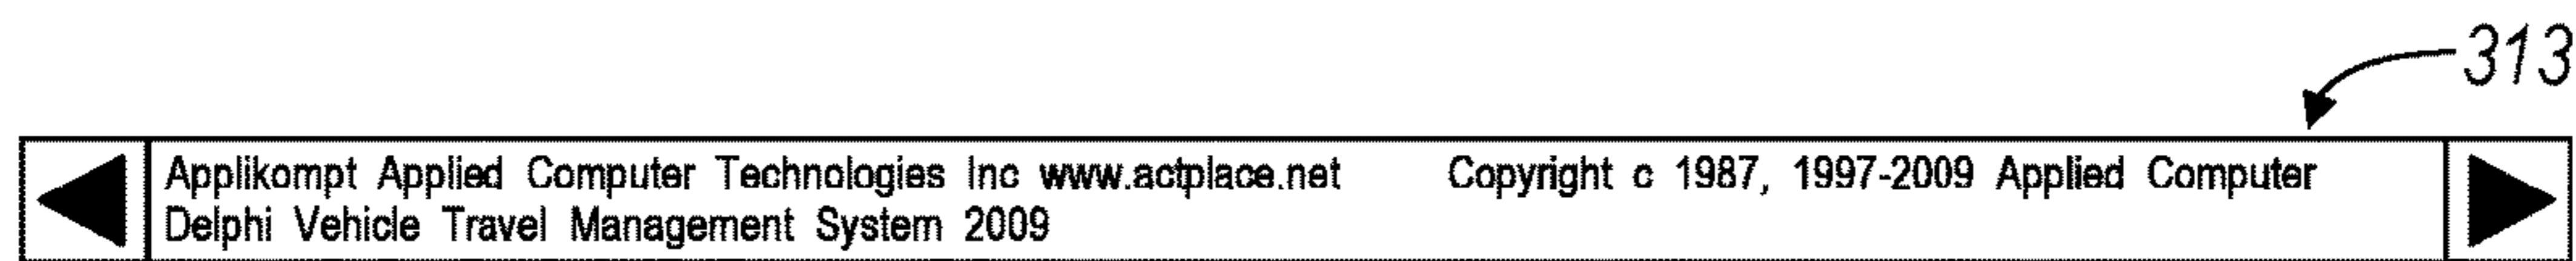 313
Applikompt Applied Computer Technologies Inc www.actplace.net Copyright c 1987, 1997-2009 Applied Computer
Delphi Vehicle Travel Management System 2009